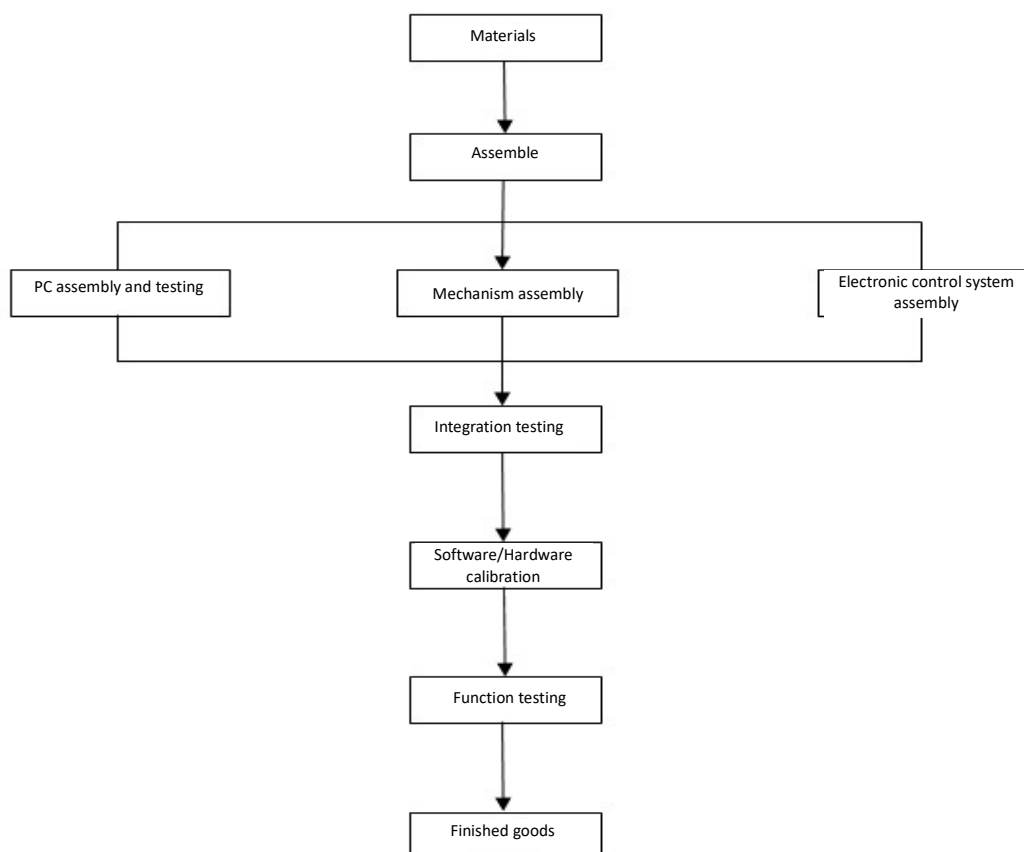 Materials
Assemble
PC assembly and testing
Mechanism assembly
Electronic control system
assembly
Integration testing
Software/Hardware
calibration
Function testing
Finished goods